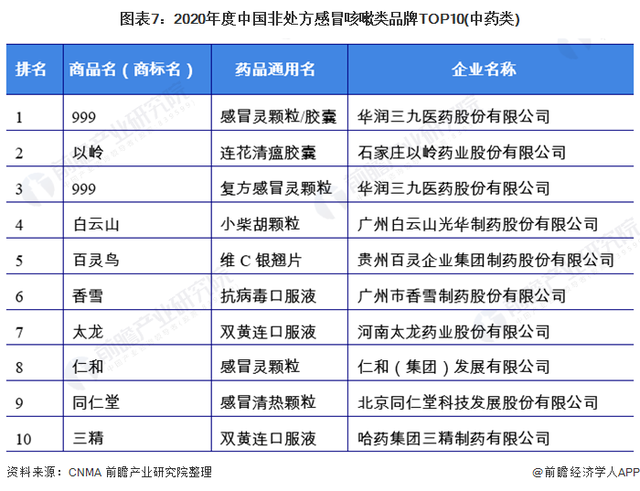 图表7：2020年度中国非处方感冒咳嗽类品牌TOP10(中药类)
排名 商品名（商标名） 药品通用名 企业名称
1 999 感冒灵颗粒/胶囊 华润三九医药股份有限公司
2 以岭 连花清瘟胶囊 石家庄以岭药业股份有限公司
3 999 复方感冒灵颗粒 华润三九医药股份有限公司
4 白云山 小柴胡颗粒 广州白云山光华制药股份有限公司
5 百灵鸟 维C银翘片 贵州百灵企业集团制药股份有限公司
6 香雪 抗病毒口服液 广州市香雪制药股份有限公司
7 太龙 双黄连口服液 河南太龙药业股份有限公司
8 仁和 感冒灵颗粒 仁和（集团）发展有限公司
9 同仁堂 感冒清热颗粒 北京同仁堂科技发展股份有限公司
10 三精 双黄连口服液 哈药集团三精制药有限公司
资料来源：CNMA 前瞻产业研究院整理 @前瞻经济学人APP
前瞻产业研究院